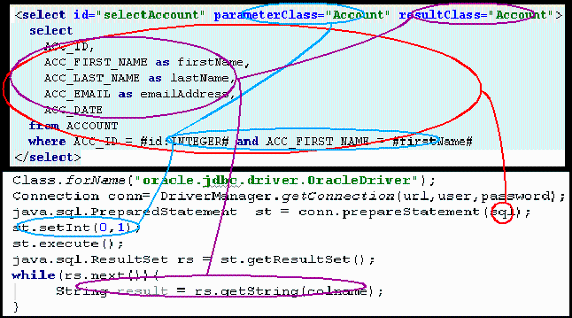 <select id="selectAccount" parameterClass="Account" resultClass="Account">
select
ACC_ID,
ACC_FIRST_NAME as firstName,
ACC_LAST_NAME as lastName,
ACC_EMAIL as emailAddress,
ACC_DATE
from ACCOUNT
where ACC_ID = #id:INTEGER# and ACC_FIRST_NAME = #firstName#
</select>
Class.forName("oracle.jdbc.driver.OracleDriver");
Connection conn= DriverManager.getConnection(url,user,password);
java.sql.PreparedStatement st = conn.prepareStatement(sql);
st.setInt(0,1);
st.execute();
java.sql.ResultSet rs = st.getResultSet();
while(rs.next()){
String result = rs.getString(colname);
}